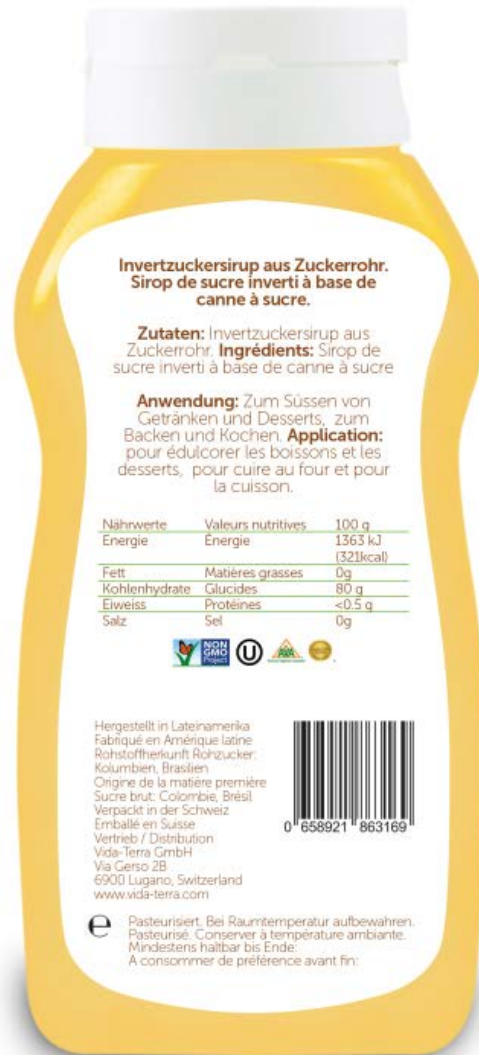 Invertzuckersirup aus Zuckerrohr.
Sirop de sucre inverti à base de
canne à sucre.
Zutaten: Invertzuckersirup aus
Zuckerrohr. Ingrédients: Sirop de
sucre inverti à base de canne à sucre
Anwendung: Zum Süssen von
Getränken und Desserts, zum
Backen und Kochen. Application:
pour édulcorer les boissons et les
desserts, pour cuire au four et pour
la cuisson.
Nährwerte Valeurs nutritives 100 g
Energie Énergie 1363 kJ
(321kcal)
Fett Matières grasses 0g
Kohlenhydrate Glucides 80 g
Eiweiss Protéines <0.5 g
Salz Sel 0g
NON
GMO
Project
U
Hergestellt in Lateinamerika
Fabriqué en Amérique latine
Rohstoffherkunft Rohzucker:
Kolumbien, Brasilien
Origine de la matière première
Sucre brut: Colombie, Brésil
Verpackt in der Schweiz
Emballé en Suisse
Vertrieb / Distribution
Vida-Terra GmbH
Via Gerso 2B
6900 Lugano, Switzerland
www.vida-terra.com
0 658921 863169
e Pasteurisiert. Bei Raumtemperatur aufbewahren.
Pasteurisé. Conserver à température ambiante.
Mindestens haltbar bis Ende:
A consommer de préférence avant fin: